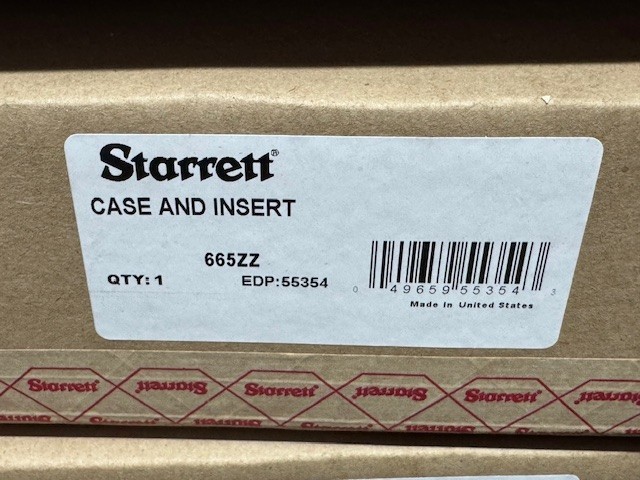 Starrett®
CASE AND INSERT
665ZZ
QTY: 1 EDP:55354
0 49659 55354 3
Made in United States
Starrett Starrett Starrett Starrett Starrett Starrett